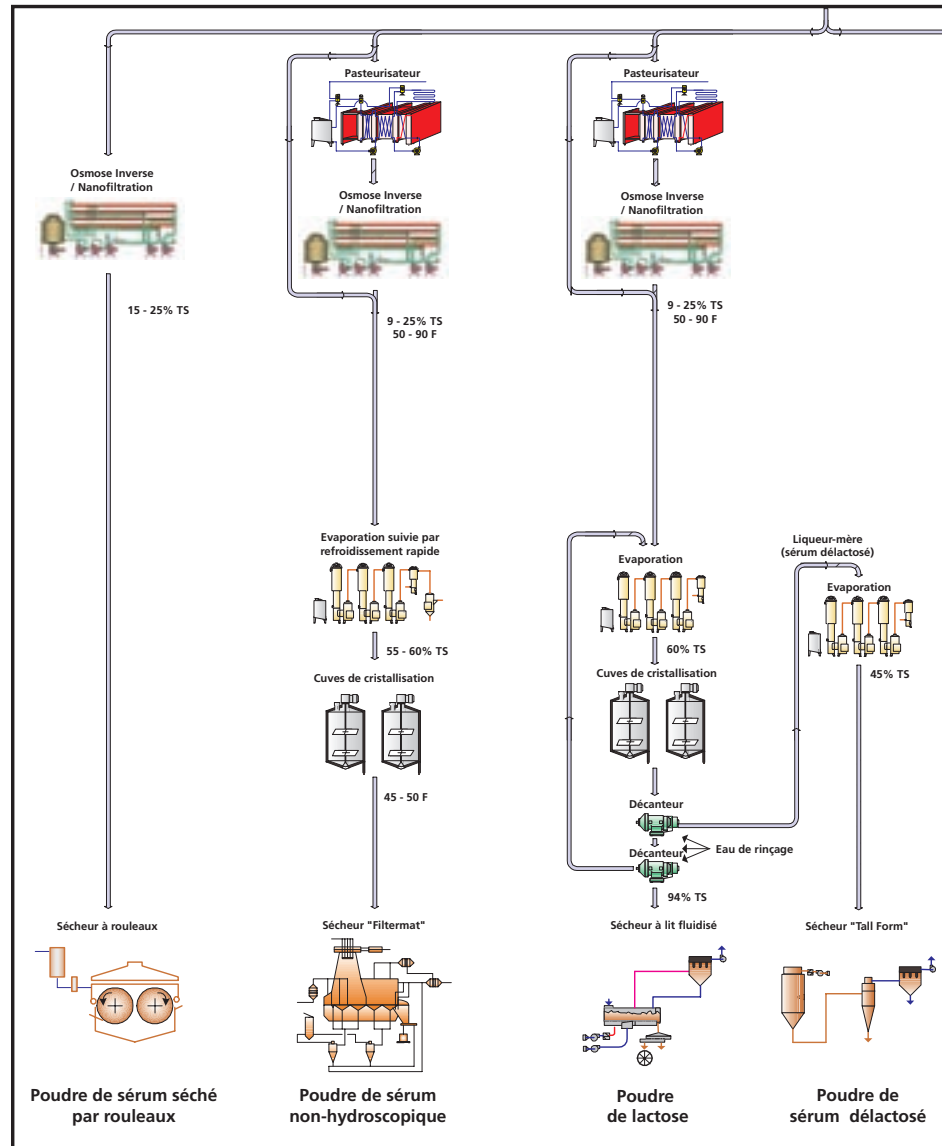 Pasteurisateur
Pasteurisateur
Osmose Inverse
/ Nanofiltration
Osmose Inverse
/ Nanofiltration
Osmose Inverse
/ Nanofiltration
15 - 25% TS
9 - 25% TS
50 - 90 F
9 - 25% TS
50 - 90 F
Evaporation suivie par
refroidissement rapide
Evaporation
Liqueur-mère
(sérum délactosé)
Evaporation
55 - 60% TS
60% TS
45% TS
Cuves de cristallisation
Cuves de cristallisation
45 - 50 F
Décanteur
Eau de rinçage
Décanteur
94% TS
Sécheur à rouleaux
Sécheur "Filtermat"
Sécheur à lit fluidisé
Sécheur "Tall Form"
Poudre de sérum séché
par rouleaux
Poudre de sérum
non-hydroscopique
Poudre
de lactose
Poudre de
sérum délactosé